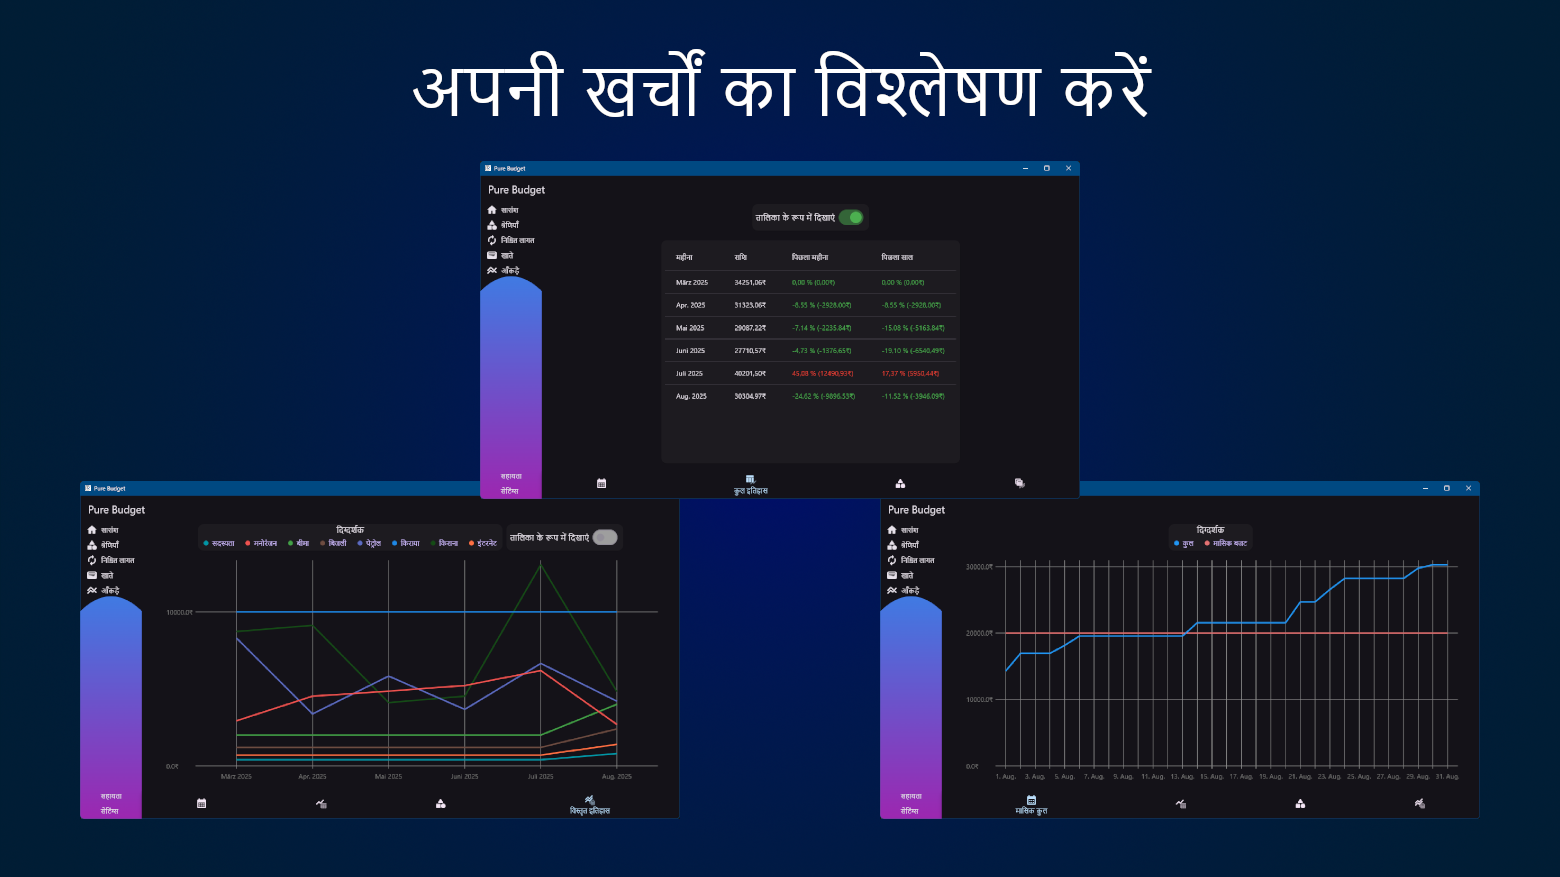 अपनी खर्चों का विश्लेषण करें
Pure Budget
Pure Budget
सारांश
श्रेणियाँ
निश्चित लागत
खाते
आँकड़े
सहायता
सेटिंग्स
तालिका के रूप में दिखाएं
महीना राशि पिछला महीना पिछला साल
März 2025 34251,06₹ 0,00 % (0,00₹) 0,00 % (0,00₹)
Apr. 2025 31323,06₹ -8,55 % (-2928,00₹) -8,55 % (-2928,00₹)
Mai 2025 29087,22₹ -7,14 % (-2235,84₹) -15,08 % (-5163,84₹)
Juni 2025 27710,57₹ -4,73 % (-1376,65₹) -19,10 % (-6540,49₹)
Juli 2025 40201,50₹ 45,08 % (12490,93₹) 17,37 % (5950,44₹)
Aug. 2025 30304,97₹ -24,62 % (-9896,53₹) -11,52 % (-3946,09₹)
कुल इतिहास
Pure Budget
Pure Budget
सारांश
श्रेणियाँ
निश्चित लागत
खाते
आँकड़े
सहायता
सेटिंग्स
दिग्दर्शक
सदस्यता मनोरंजन बीमा बिजली पेट्रोल किराया किराना इंटरनेट
तालिका के रूप में दिखाएं
10000,0₹
0,0₹
März 2025 Apr. 2025 Mai 2025 Juni 2025 Juli 2025 Aug. 2025
विस्तृत इतिहास
Pure Budget
सारांश
श्रेणियाँ
निश्चित लागत
खाते
आँकड़े
सहायता
सेटिंग्स
दिग्दर्शक
कुल मासिक बजट
30000,0₹
20000,0₹
10000,0₹
0,0₹
1. Aug. 3. Aug. 5. Aug. 7. Aug. 9. Aug. 11. Aug. 13. Aug. 15. Aug. 17. Aug. 19. Aug. 21. Aug. 23. Aug. 25. Aug. 27. Aug. 29. Aug. 31. Aug.
मासिक कुल